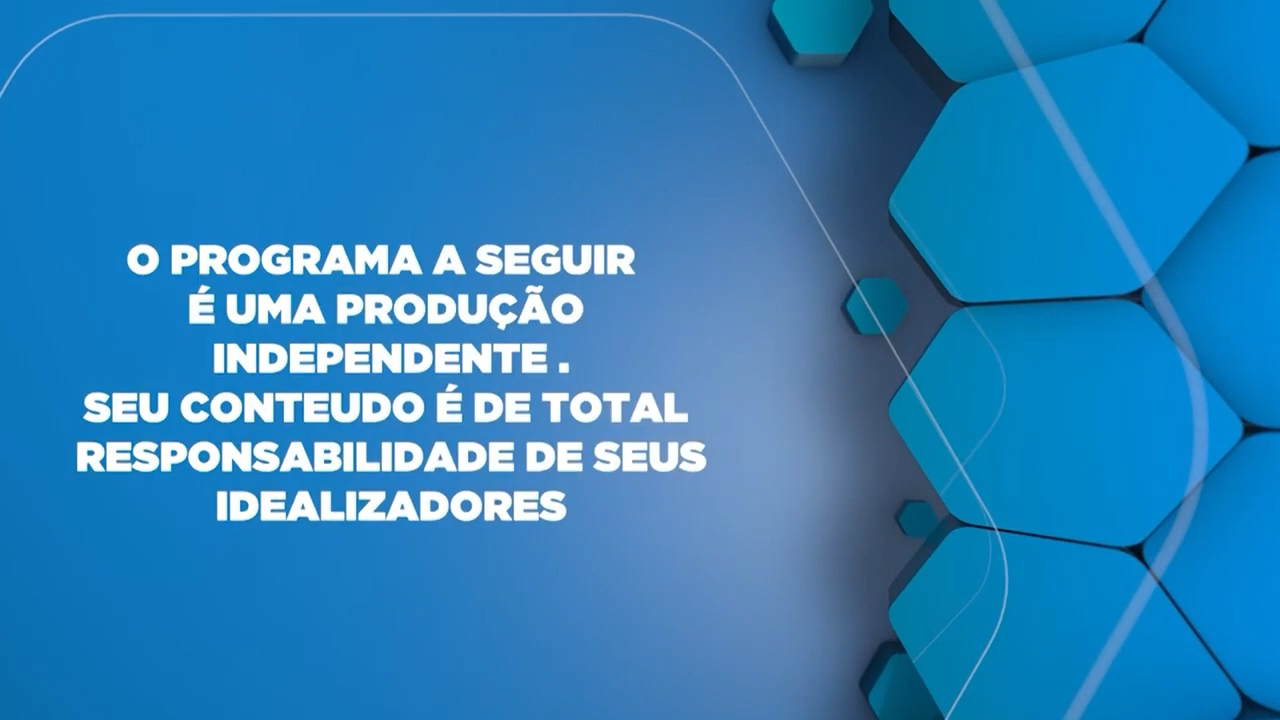 O PROGRAMA A SEGUIR
É UMA PRODUÇÃO
INDEPENDENTE .
SEU CONTEUDO É DE TOTAL
RESPONSABILIDADE DE SEUS
IDEALIZADORES